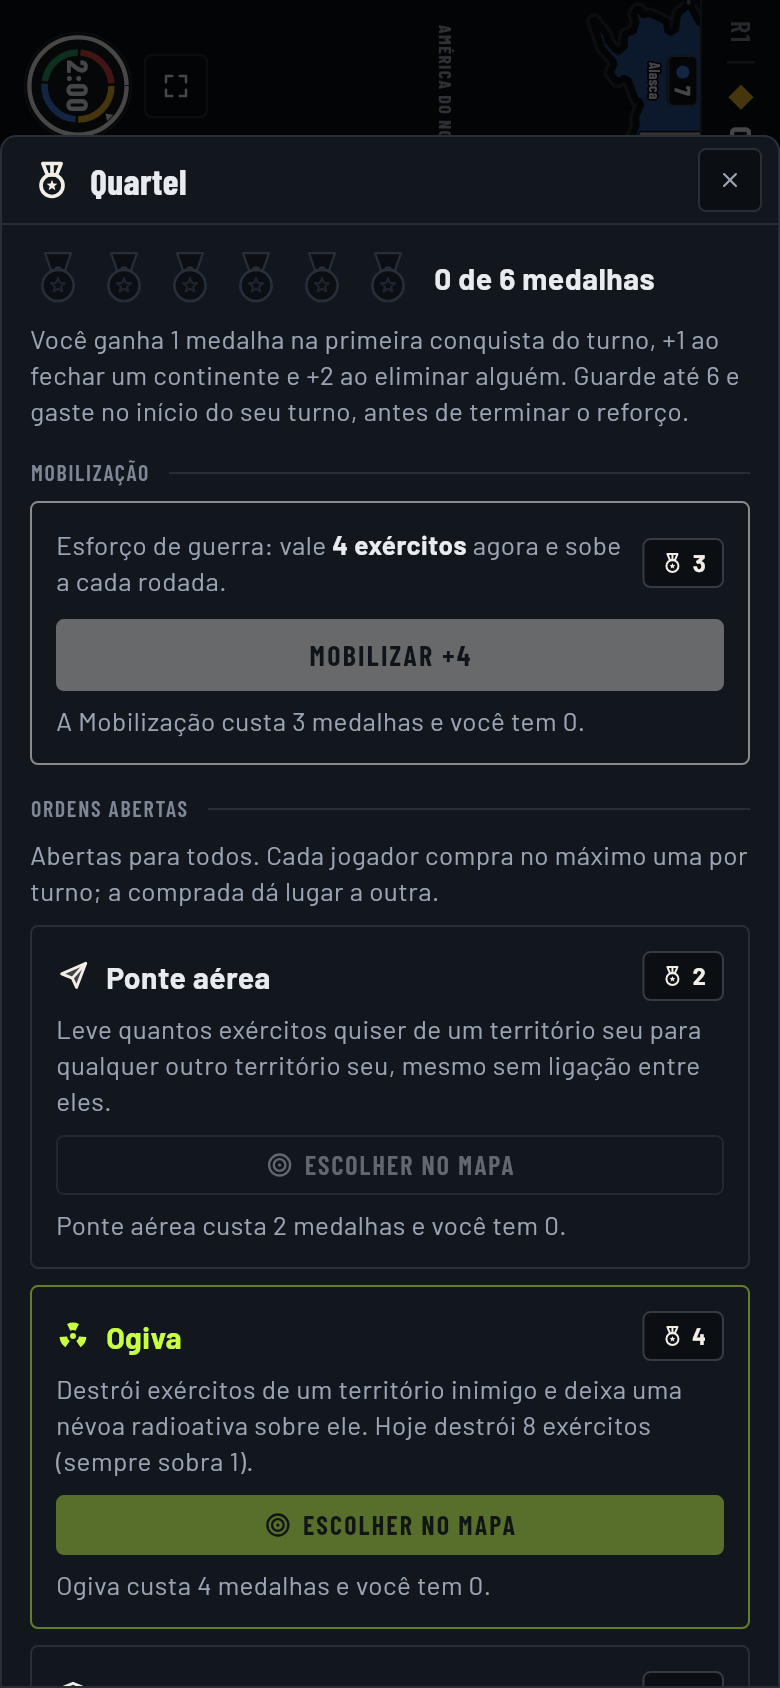 2:00
AMÉRICA DO NO
Alasca
7
R1
Quartel
0 de 6 medalhas
Você ganha 1 medalha na primeira conquista do turno, +1 ao
fechar um continente e +2 ao eliminar alguém. Guarde até 6 e
gaste no início do seu turno, antes de terminar o reforço.
MOBILIZAÇÃO
Esforço de guerra: vale 4 exércitos agora e sobe
a cada rodada.
3
MOBILIZAR +4
A Mobilização custa 3 medalhas e você tem 0.
ORDENS ABERTAS
Abertas para todos. Cada jogador compra no máximo uma por
turno; a comprada dá lugar a outra.
Ponte aérea
2
Leve quantos exércitos quiser de um território seu para
qualquer outro território seu, mesmo sem ligação entre
eles.
ESCOLHER NO MAPA
Ponte aérea custa 2 medalhas e você tem 0.
Ogiva
4
Destrói exércitos de um território inimigo e deixa uma
névoa radioativa sobre ele. Hoje destrói 8 exércitos
(sempre sobra 1).
ESCOLHER NO MAPA
Ogiva custa 4 medalhas e você tem 0.